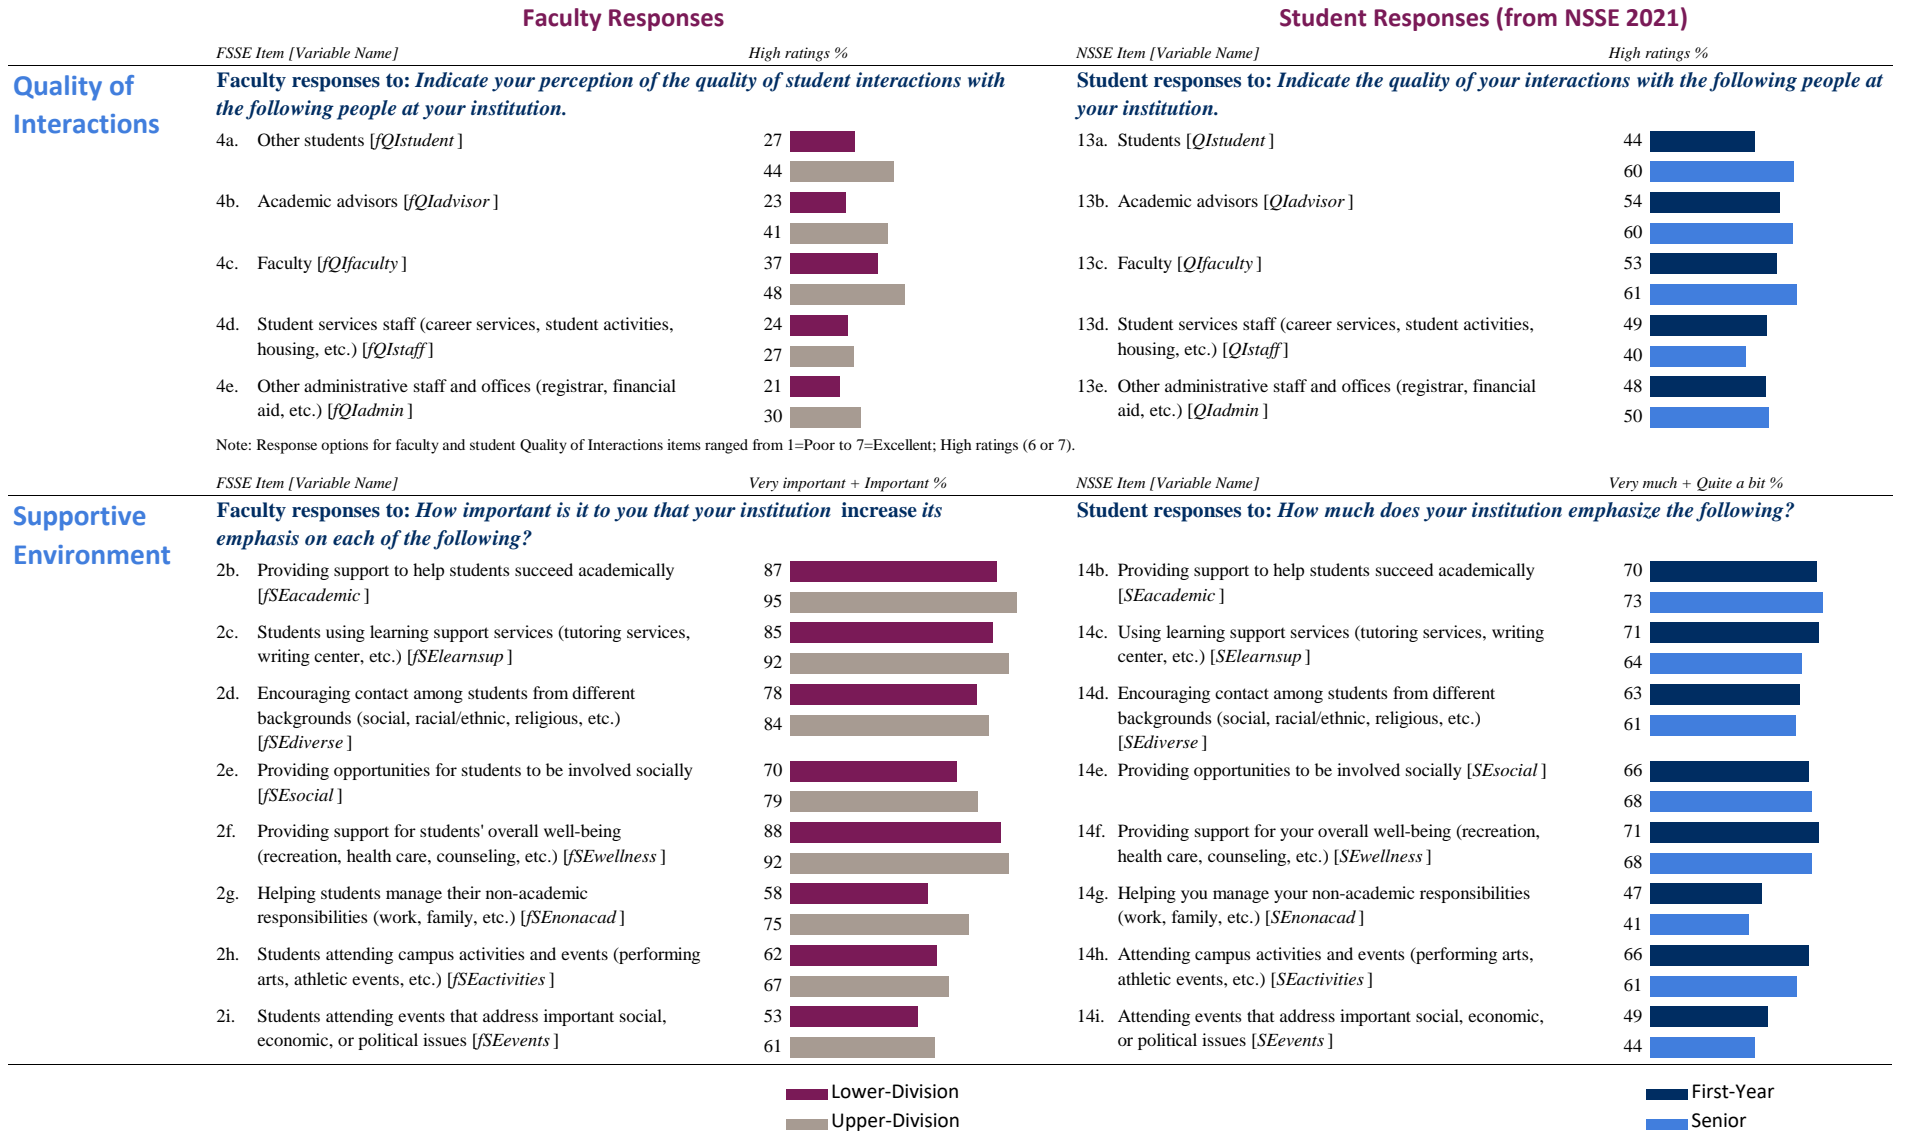 Faculty Responses
Student Responses (from NSSE 2021)
FSSE Item [Variable Name]
High ratings %
NSSE Item [Variable Name]
High ratings %
Quality of
Interactions
Faculty responses to: Indicate your perception of the quality of student interactions with
the following people at your institution.
Student responses to: Indicate the quality of your interactions with the following people at
your institution.
4a. Other students [fQIstudent ]
27
44
13a. Students [QIstudent ]
44
60
4b. Academic advisors [fQIadvisor ]
23
41
13b. Academic advisors [QIadvisor ]
54
60
4c. Faculty [fQIfaculty ]
37
48
13c. Faculty [QIfaculty ]
53
61
4d. Student services staff (career services, student activities,
housing, etc.) [fQIstaff ]
24
27
13d. Student services staff (career services, student activities,
housing, etc.) [QIstaff ]
49
40
4e. Other administrative staff and offices (registrar, financial
aid, etc.) [fQIadmin ]
21
30
13e. Other administrative staff and offices (registrar, financial
aid, etc.) [QIadmin ]
48
50
Note: Response options for faculty and student Quality of Interactions items ranged from 1=Poor to 7=Excellent; High ratings (6 or 7).
FSSE Item [Variable Name]
Very important + Important %
NSSE Item [Variable Name]
Very much + Quite a bit %
Supportive
Environment
Faculty responses to: How important is it to you that your institution increase its
emphasis on each of the following?
Student responses to: How much does your institution emphasize the following?
2b. Providing support to help students succeed academically
[fSEacademic ]
87
95
14b. Providing support to help students succeed academically
[SEacademic ]
70
73
2c. Students using learning support services (tutoring services,
writing center, etc.) [fSElearnsup ]
85
92
14c. Using learning support services (tutoring services, writing
center, etc.) [SElearnsup ]
71
64
2d. Encouraging contact among students from different
backgrounds (social, racial/ethnic, religious, etc.)
[fSEdiverse ]
78
84
14d. Encouraging contact among students from different
backgrounds (social, racial/ethnic, religious, etc.)
[SEdiverse ]
63
61
2e. Providing opportunities for students to be involved socially
[fSEsocial ]
70
79
14e. Providing opportunities to be involved socially [SEsocial ]
66
68
2f. Providing support for students' overall well-being
(recreation, health care, counseling, etc.) [fSEwellness ]
88
92
14f. Providing support for your overall well-being (recreation,
health care, counseling, etc.) [SEwellness ]
71
68
2g. Helping students manage their non-academic
responsibilities (work, family, etc.) [fSEnonacad ]
58
75
14g. Helping you manage your non-academic responsibilities
(work, family, etc.) [SEnonacad ]
47
41
2h. Students attending campus activities and events (performing
arts, athletic events, etc.) [fSEactivities ]
62
67
14h. Attending campus activities and events (performing arts,
athletic events, etc.) [SEactivities ]
66
61
2i. Students attending events that address important social,
economic, or political issues [fSEevents ]
53
61
14i. Attending events that address important social, economic,
or political issues [SEevents ]
49
44
Lower-Division
Upper-Division
First-Year
Senior